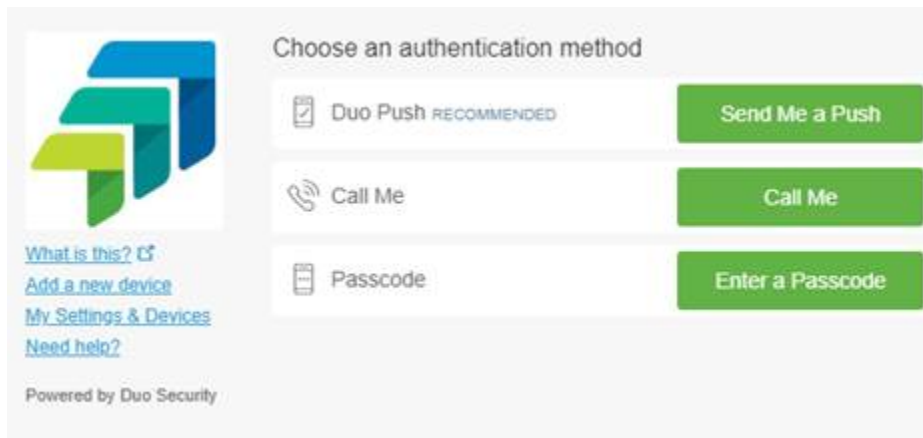 Choose an authentication method
Duo Push RECOMMENDED
Send Me a Push
Call Me
Call Me
Passcode
Enter a Passcode
What is this?
Add a new device
My Settings & Devices
Need help?
Powered by Duo Security